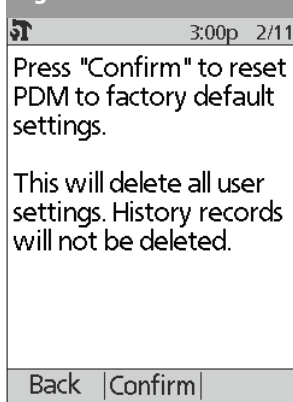 3:00p 2/11
Press "Confirm" to reset
PDM to factory default
settings.
This will delete all user
settings. History records
will not be deleted.
Back Confirm